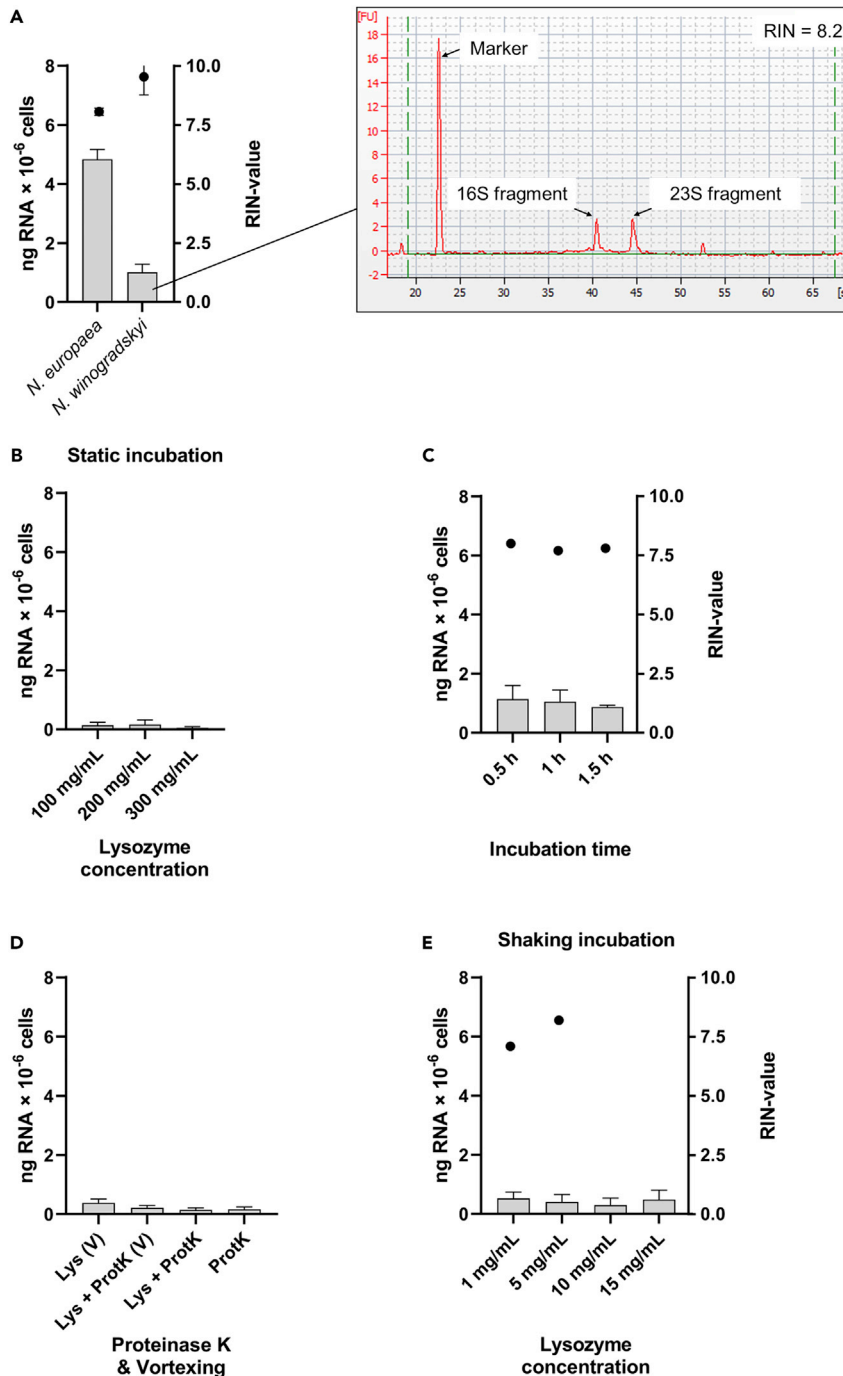 A
ng RNA × 10⁻⁶ cells
8
6
4
2
0
10.0
7.5
5.0
2.5
0.0
RIN-value
N. europaea
N. winogradskyi
[FU]
18
16
14
12
10
8
6
4
2
0
-2
RIN = 8.2
Marker
16S fragment
23S fragment
20
25
30
35
40
45
50
55
60
65
[s
B
Static incubation
ng RNA × 10⁻⁶ cells
8
6
4
2
0
100 mg/mL
200 mg/mL
300 mg/mL
Lysozyme
concentration
C
ng RNA × 10⁻⁶ cells
8
6
4
2
0
10.0
7.5
5.0
2.5
0.0
RIN-value
0.5 h
1 h
1.5 h
Incubation time
D
ng RNA × 10⁻⁶ cells
8
6
4
2
0
Lys (V)
Lys + ProtK (V)
Lys + ProtK
ProtK
Proteinase K
& Vortexing
E
Shaking incubation
ng RNA × 10⁻⁶ cells
8
6
4
2
0
10.0
7.5
5.0
2.5
0.0
RIN-value
1 mg/mL
5 mg/mL
10 mg/mL
15 mg/mL
Lysozyme
concentration